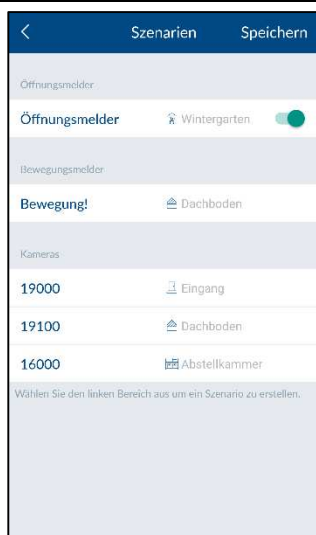 Szenarien Speichern
Öffnungsmelder
Öffnungsmelder Wintergarten
Bewegungsmelder
Bewegung! Dachboden
Kameras
19000 Eingang
19100 Dachboden
16000 Abstellkammer
Wählen Sie den linken Bereich aus um ein Szenario zu erstellen.